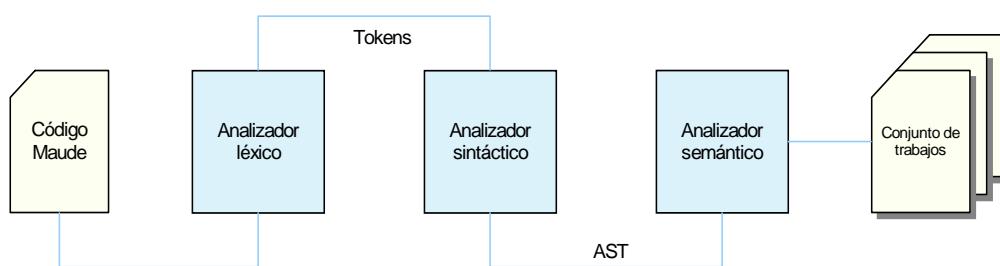 Tokens
Código
Maude
Analizador
léxico
Analizador
sintáctico
Analizador
semántico
Conjunto de
trabajos
AST